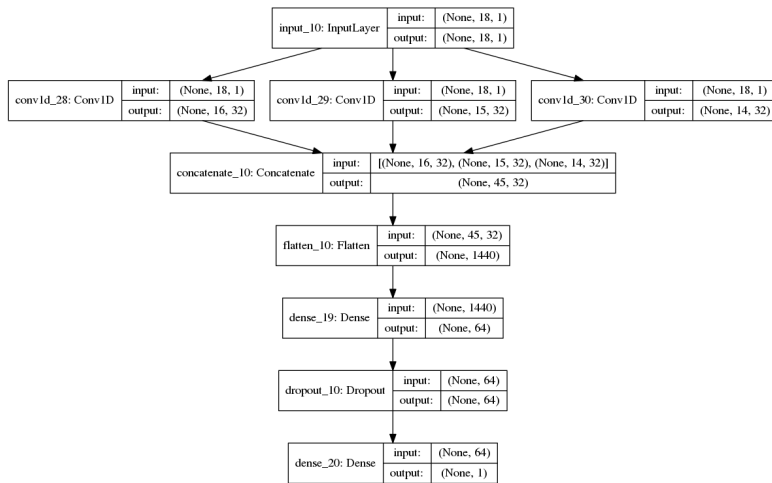 input_10: InputLayer input: (None, 18, 1)
output: (None, 18, 1)
conv1d_28: Conv1D input: (None, 18, 1)
output: (None, 16, 32)
conv1d_29: Conv1D input: (None, 18, 1)
output: (None, 15, 32)
conv1d_30: Conv1D input: (None, 18, 1)
output: (None, 14, 32)
concatenate_10: Concatenate input: [(None, 16, 32), (None, 15, 32), (None, 14, 32)]
output: (None, 45, 32)
flatten_10: Flatten input: (None, 45, 32)
output: (None, 1440)
dense_19: Dense input: (None, 1440)
output: (None, 64)
dropout_10: Dropout input: (None, 64)
output: (None, 64)
dense_20: Dense input: (None, 64)
output: (None, 1)